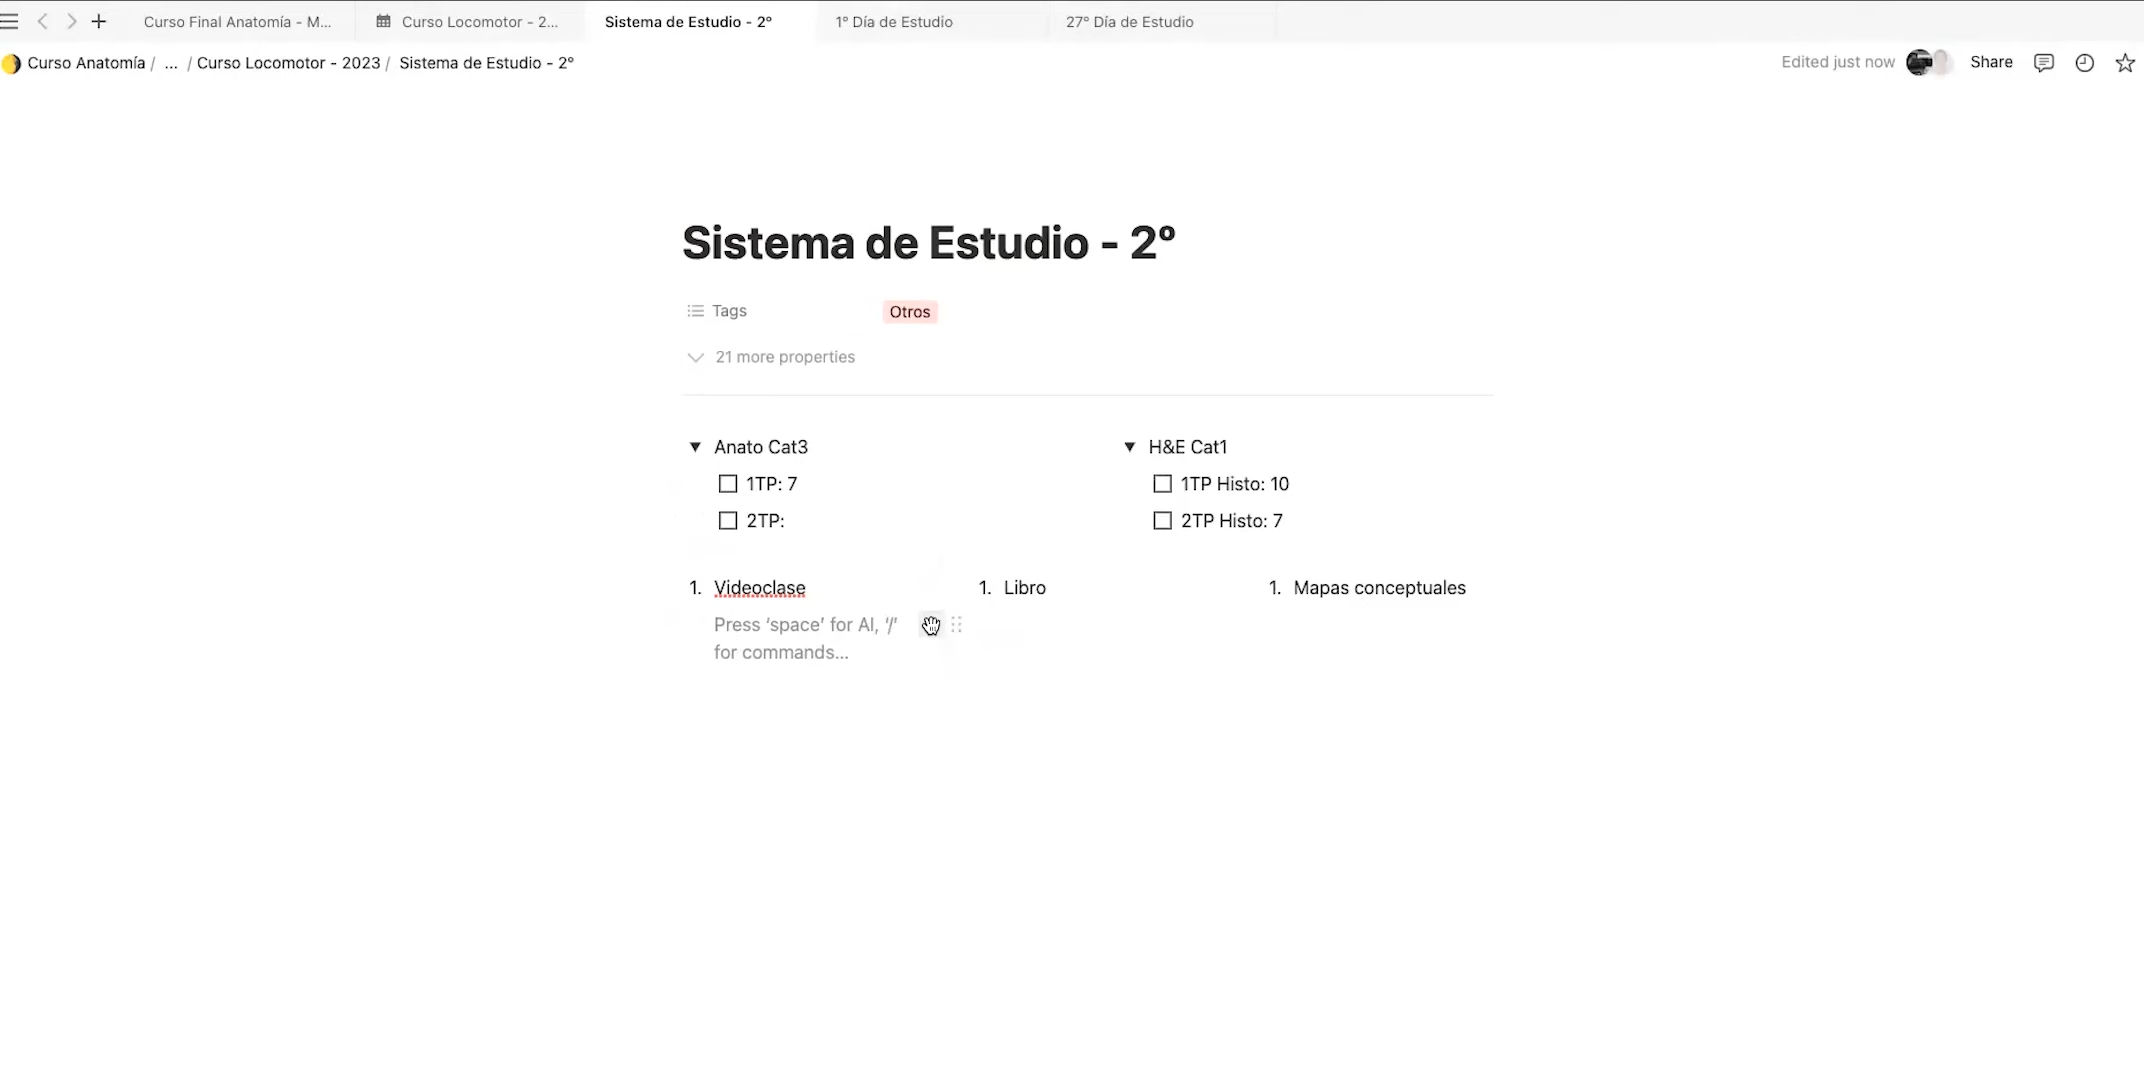 Curso Final Anatomía - M...
Curso Locomotor - 2...
Sistema de Estudio - 2°
1° Día de Estudio
27° Día de Estudio
Curso Anatomía / ... / Curso Locomotor - 2023 / Sistema de Estudio - 2°
Edited just now
Share
Sistema de Estudio - 2º
Tags
Otros
21 more properties
Anato Cat3
1TP: 7
2TP:
H&E Cat1
1TP Histo: 10
2TP Histo: 7
1. Videoclase
Press ‘space’ for AI, ‘/’
for commands...
1. Libro
1. Mapas conceptuales